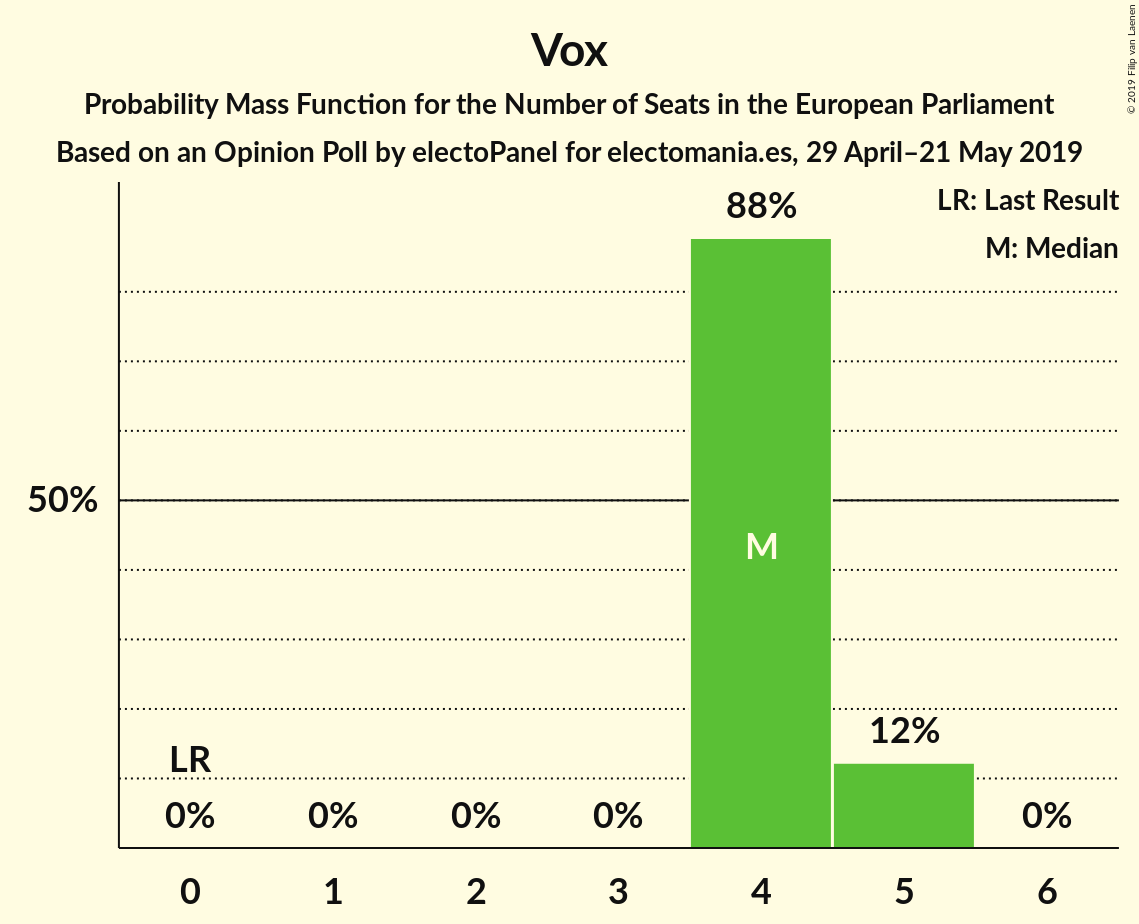 Vox
Probability Mass Function for the Number of Seats in the European Parliament
Based on an Opinion Poll by electoPanel for electomania.es, 29 April–21 May 2019
© 2019 Filip van Laenen
LR: Last Result
M: Median
88%
50%
M
12%
LR
0% 0% 0% 0% 0%
0 1 2 3 4 5 6